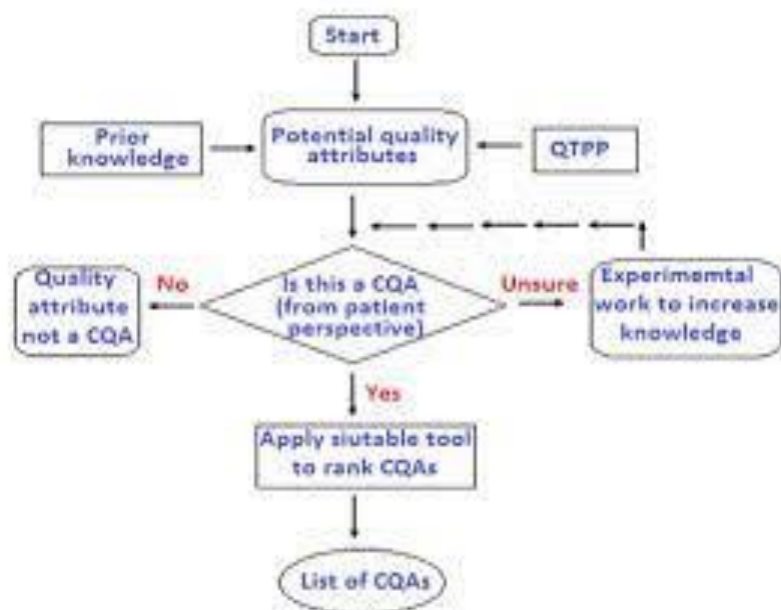 Start
Prior
knowledge
Potential quality
attributes
QTPP
Quality
attribute
not a CQA
No
Is this a CQA
(from patient
perspective)
Unsure
Experimemtal
work to increase
knowledge
Yes
Apply siutable tool
to rank CQAs
List of CQAs